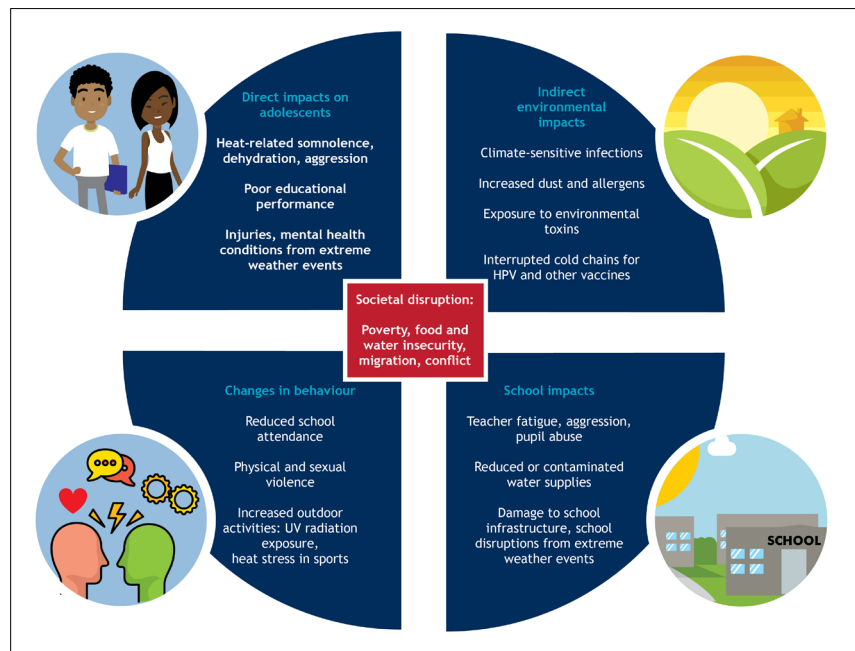 Direct impacts on
adolescents
Heat-related somnolence,
dehydration, aggression
Poor educational
performance
Injuries, mental health
conditions from extreme
weather events
Indirect
environmental
impacts
Climate-sensitive infections
Increased dust and allergens
Exposure to environmental
toxins
Interrupted cold chains for
HPV and other vaccines
Societal disruption:
Poverty, food and
water insecurity,
migration, conflict
Changes in behaviour
Reduced school
attendance
Physical and sexual
violence
Increased outdoor
activities: UV radiation
exposure,
heat stress in sports
School impacts
Teacher fatigue, aggression,
pupil abuse
Reduced or contaminated
water supplies
Damage to school
infrastructure, school
disruptions from extreme
weather events
SCHOOL